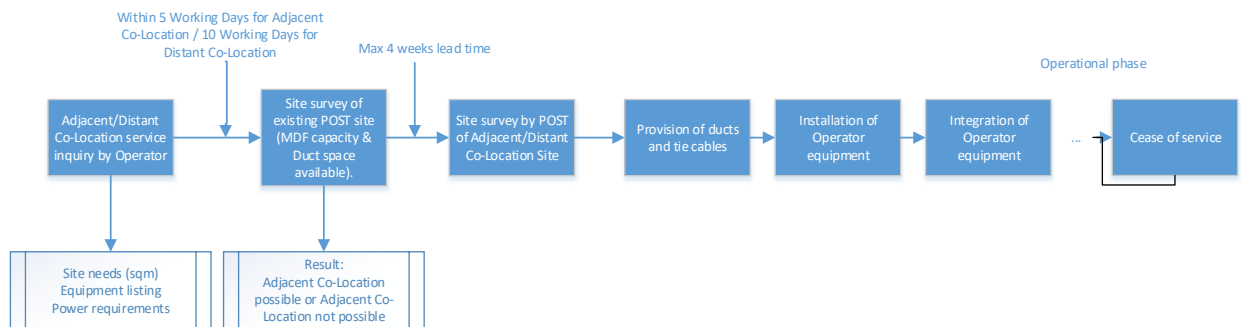 Within 5 Working Days for Adjacent
Co-Location / 10 Working Days for
Distant Co-Location
Max 4 weeks lead time
Operational phase
Adjacent/Distant
Co-Location service
inquiry by Operator
Site survey of
existing POST site
(MDF capacity &
Duct space
available).
Site survey by POST
of Adjacent/Distant
Co-Location Site
Provision of ducts
and tie cables
Installation of
Operator
equipment
Integration of
Operator
equipment
...
Cease of service
Site needs (sqm)
Equipment listing
Power requirements
Result:
Adjacent Co-Location
possible or Adjacent Co-
Location not possible